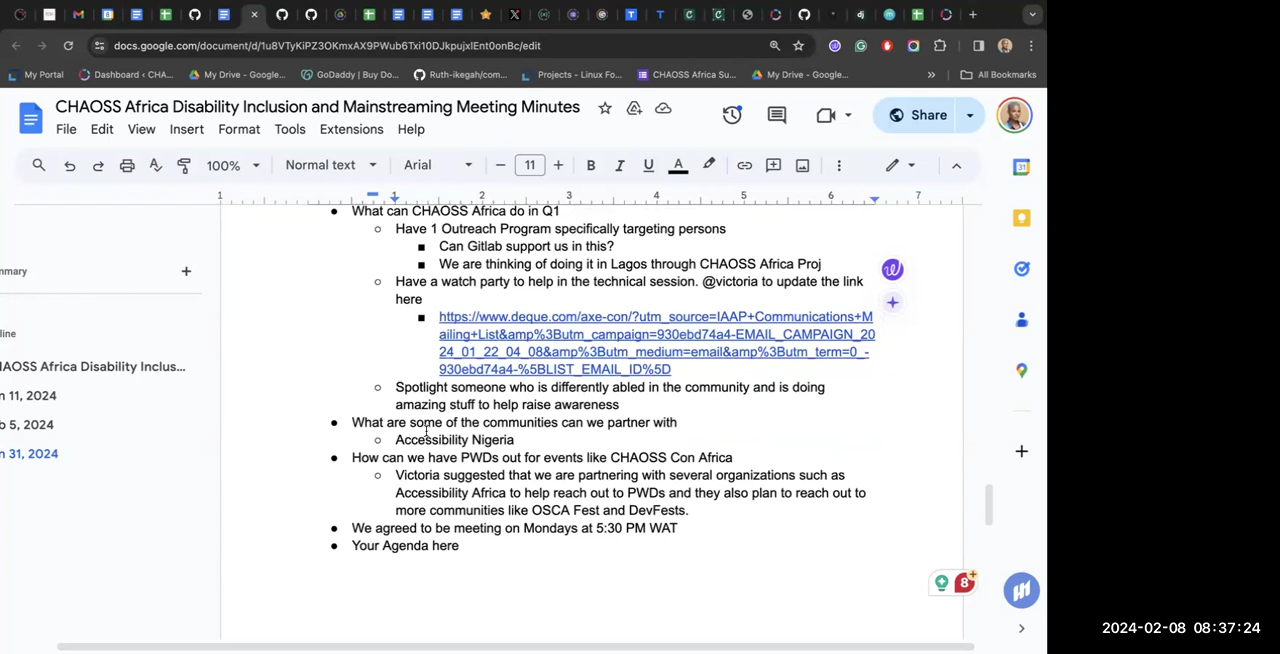 docs.google.com/document/d/1u8VTyKiPZ3OKmxAX9PWub6Txi10DJkpujxlEnt0onBc/edit
My Portal Dashboard < CHA... My Drive - Google... GoDaddy | Buy Do... Ruth-ikegah/com... Projects - Linux Fo... CHAOSS Africa Su... My Drive - Google... » All Bookmarks
CHAOSS Africa Disability Inclusion and Mainstreaming Meeting Minutes
Share
File Edit View Insert Format Tools Extensions Help
100% Normal text Arial − 11 + B I U A
1 1 2 3 4 5 6 7
What can CHAOSS Africa do in Q1
Have 1 Outreach Program specifically targeting persons
Can Gitlab support us in this?
We are thinking of doing it in Lagos through CHAOSS Africa Proj
Have a watch party to help in the technical session. @victoria to update the link
here
https://www.deque.com/axe-con/?utm_source=IAAP+Communications+M
ailing+List&amp%3Butm_campaign=930ebd74a4-EMAIL_CAMPAIGN_20
24_01_22_04_08&amp%3Butm_medium=email&amp%3Butm_term=0_-
930ebd74a4-%5BLIST_EMAIL_ID%5D
Spotlight someone who is differently abled in the community and is doing
amazing stuff to help raise awareness
What are some of the communities can we partner with
Accessibility Nigeria
How can we have PWDs out for events like CHAOSS Con Africa
Victoria suggested that we are partnering with several organizations such as
Accessibility Africa to help reach out to PWDs and they also plan to reach out to
more communities like OSCA Fest and DevFests.
We agreed to be meeting on Mondays at 5:30 PM WAT
Your Agenda here
mmary
line
HAOSS Africa Disability Inclus...
n 11, 2024
b 5, 2024
n 31, 2024
8
2024-02-08 08:37:24